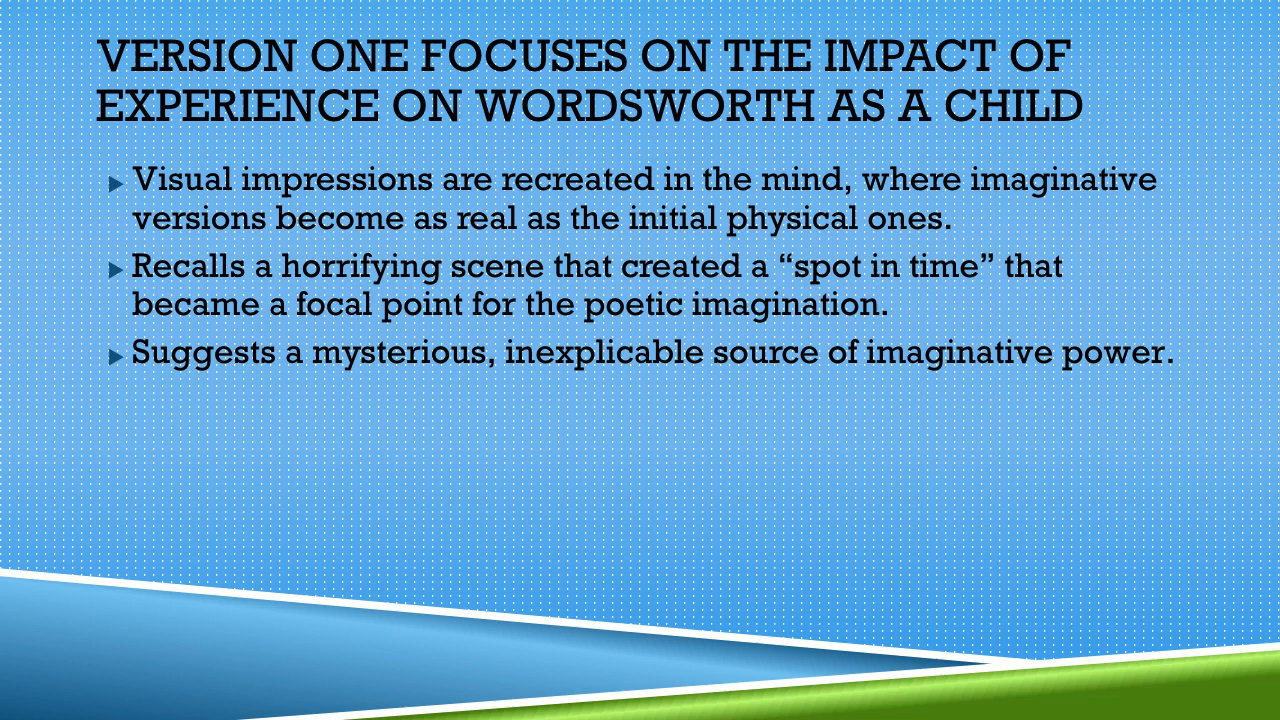 VERSION ONE FOCUSES ON THE IMPACT OF
EXPERIENCE ON WORDSWORTH AS A CHILD
Visual impressions are recreated in the mind, where imaginative
versions become as real as the initial physical ones.
Recalls a horrifying scene that created a “spot in time” that
became a focal point for the poetic imagination.
Suggests a mysterious, inexplicable source of imaginative power.